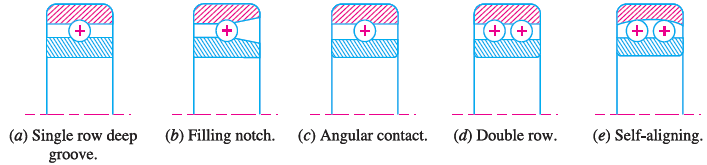 (a) Single row deep
groove.
(b) Filling notch.
(c) Angular contact.
(d) Double row.
(e) Self-aligning.